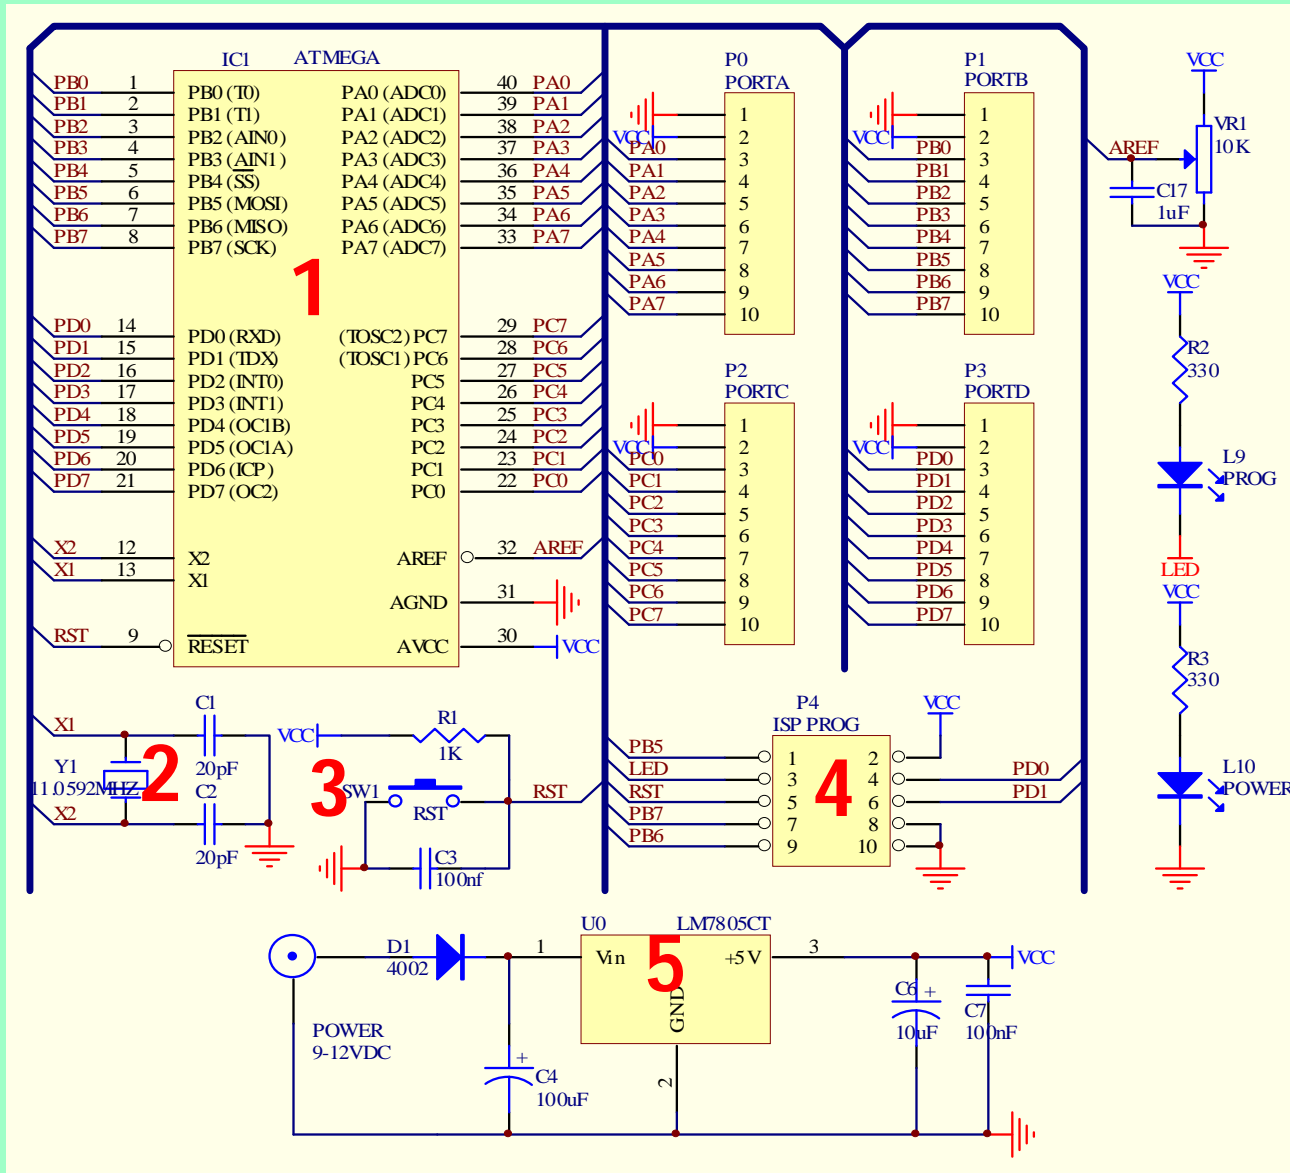 IC1 ATMEGA
PB0 1 PB0 (T0) PA0 (ADC0) 40 PA0
PB1 2 PB1 (T1) PA1 (ADC1) 39 PA1
PB2 3 PB2 (AIN0) PA2 (ADC2) 38 PA2
PB3 4 PB3 (AIN1) PA3 (ADC3) 37 PA3
PB4 5 PB4 (SS) PA4 (ADC4) 36 PA4
PB5 6 PB5 (MOSI) PA5 (ADC5) 35 PA5
PB6 7 PB6 (MISO) PA6 (ADC6) 34 PA6
PB7 8 PB7 (SCK) PA7 (ADC7) 33 PA7
1
PD0 14 PD0 (RXD) (TOSC2) PC7 29 PC7
PD1 15 PD1 (TDX) (TOSC1) PC6 28 PC6
PD2 16 PD2 (INT0) PC5 27 PC5
PD3 17 PD3 (INT1) PC4 26 PC4
PD4 18 PD4 (OC1B) PC3 25 PC3
PD5 19 PD5 (OC1A) PC2 24 PC2
PD6 20 PD6 (ICP) PC1 23 PC1
PD7 21 PD7 (OC2) PC0 22 PC0
X2 12 X2 AREF 32 AREF
X1 13 X1
AGND 31
RST 9 RESET AVCC 30 VCC
P0
PORTA
1
VCC 2
PA0 3
PA1 4
PA2 5
PA3 6
PA4 7
PA5 8
PA6 9
PA7 10
P1
PORTB
1
VCC 2
PB0 3
PB1 4
PB2 5
PB3 6
PB4 7
PB5 8
PB6 9
PB7 10
P2
PORTC
1
VCC 2
PC0 3
PC1 4
PC2 5
PC3 6
PC4 7
PC5 8
PC6 9
PC7 10
P3
PORTD
1
VCC 2
PD0 3
PD1 4
PD2 5
PD3 6
PD4 7
PD5 8
PD6 9
PD7 10
VCC
VR1
10K
AREF
C17
1uF
VCC
R2
330
L9
PROG
LED
VCC
R3
330
L10
POWER
X1
C1
20pF
Y1
11.0592MHZ
2
C2
X2
20pF
VCC
R1
1K
3
SW1
RST
RST
C3
100nf
P4
ISP PROG
VCC
PB5 1 2
LED 3 4 PD0
RST 5 6 PD1
PB7 7 8
PB6 9 10
4
D1
4002
POWER
9-12VDC
C4
100uF
U0 LM7805CT
1 Vin +5V 3
5
GND
2
VCC
C6
10uF
C7
100nF
+
+